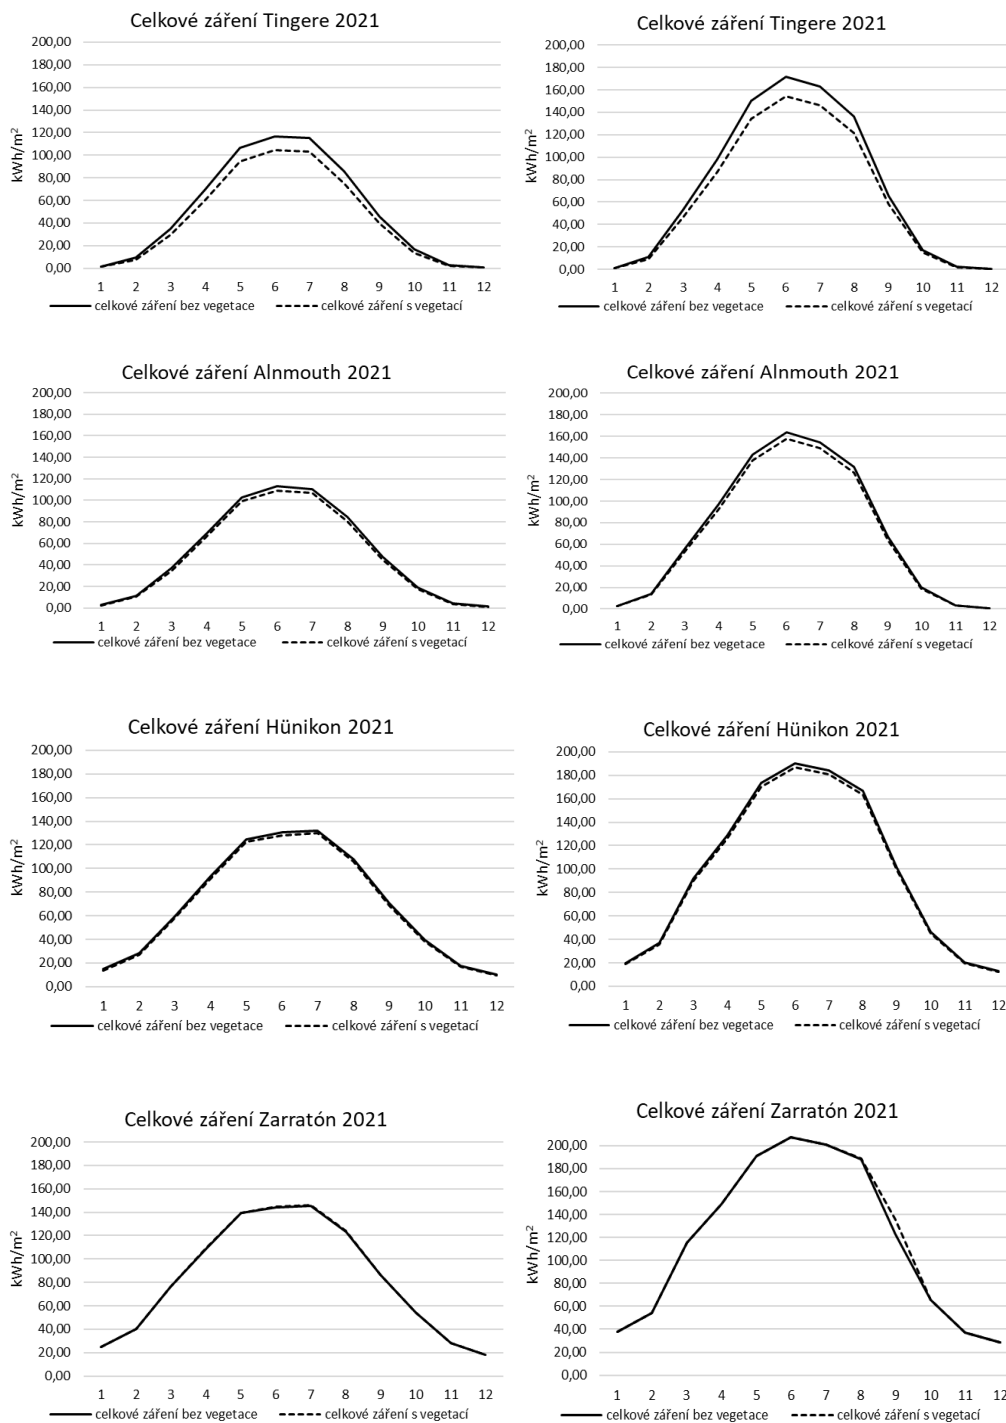 Celkové záření Tingere 2021
200,00
180,00
160,00
140,00
120,00
100,00
80,00
60,00
40,00
20,00
0,00
kWh/m²
1 2 3 4 5 6 7 8 9 10 11 12
celkové záření bez vegetace celkové záření s vegetací
Celkové záření Tingere 2021
200,00
180,00
160,00
140,00
120,00
100,00
80,00
60,00
40,00
20,00
0,00
kWh/m²
1 2 3 4 5 6 7 8 9 10 11 12
celkové záření bez vegetace celkové záření s vegetací
Celkové záření Alnmouth 2021
200,00
180,00
160,00
140,00
120,00
100,00
80,00
60,00
40,00
20,00
0,00
kWh/m²
1 2 3 4 5 6 7 8 9 10 11 12
celkové záření bez vegetace celkové záření s vegetací
Celkové záření Alnmouth 2021
200,00
180,00
160,00
140,00
120,00
100,00
80,00
60,00
40,00
20,00
0,00
kWh/m²
1 2 3 4 5 6 7 8 9 10 11 12
celkové záření bez vegetace celkové záření s vegetací
Celkové záření Hünikon 2021
200,00
180,00
160,00
140,00
120,00
100,00
80,00
60,00
40,00
20,00
0,00
kWh/m²
1 2 3 4 5 6 7 8 9 10 11 12
celkové záření bez vegetace celkové záření s vegetací
Celkové záření Hünikon 2021
200,00
180,00
160,00
140,00
120,00
100,00
80,00
60,00
40,00
20,00
0,00
kWh/m²
1 2 3 4 5 6 7 8 9 10 11 12
celkové záření bez vegetace celkové záření s vegetací
Celkové záření Zarratón 2021
200,00
180,00
160,00
140,00
120,00
100,00
80,00
60,00
40,00
20,00
0,00
kWh/m²
1 2 3 4 5 6 7 8 9 10 11 12
celkové záření bez vegetace celkové záření s vegetací
Celkové záření Zarratón 2021
200,00
180,00
160,00
140,00
120,00
100,00
80,00
60,00
40,00
20,00
0,00
kWh/m²
1 2 3 4 5 6 7 8 9 10 11 12
celkové záření bez vegetace celkové záření s vegetací